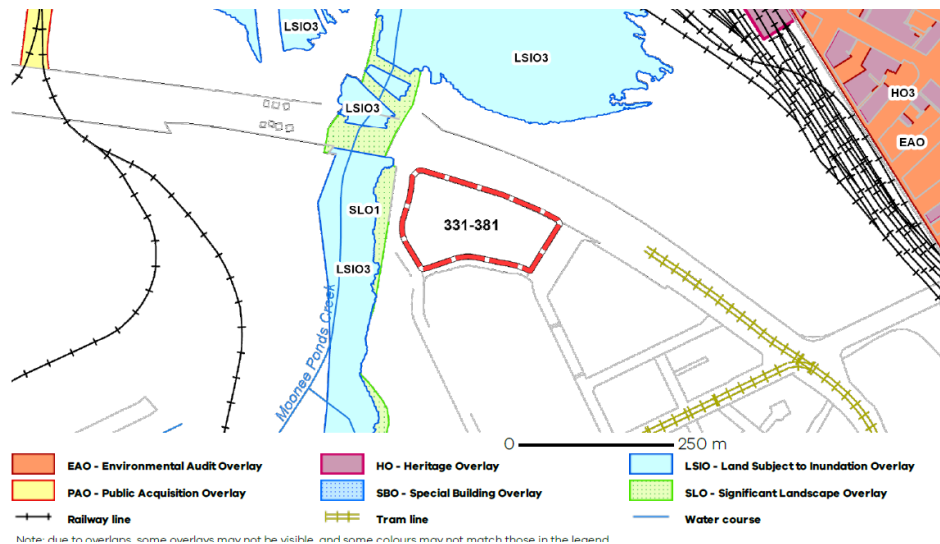 LSIO3
LSIO3
HO3
LSIO3
EAO
331-381
SLO1
LSIO3
Moonee Ponds Creek
0 250 m
EAO - Environmental Audit Overlay
HO - Heritage Overlay
LSIO - Land Subject to Inundation Overlay
PAO - Public Acquisition Overlay
SBO - Special Building Overlay
SLO - Significant Landscape Overlay
Railway line
Tram line
Water course
Note: due to overlaps, some overlays may not be visible, and some colours may not match those in the legend